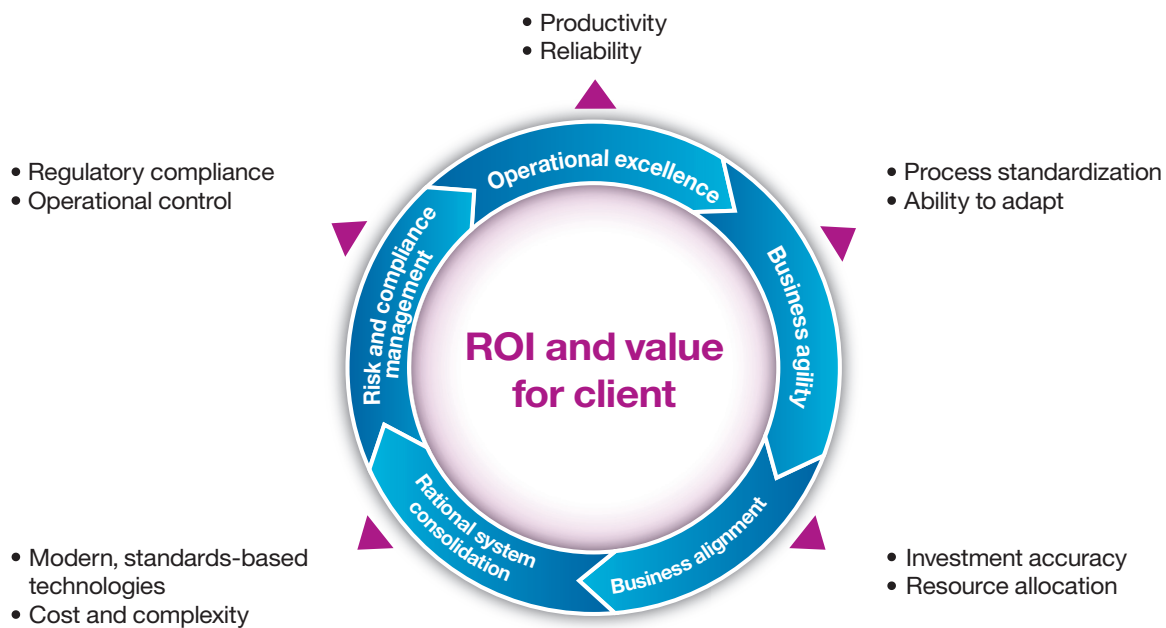 • Productivity
• Reliability
• Regulatory compliance
• Operational control
• Process standardization
• Ability to adapt
Operational excellence
Risk and compliance
management
Business agility
ROI and value
for client
Rational system
consolidation
Business alignment
• Modern, standards-based
technologies
• Cost and complexity
• Investment accuracy
• Resource allocation